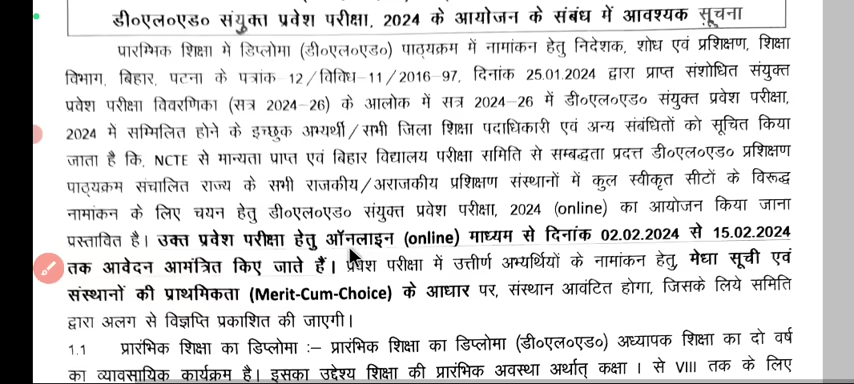 डी०एल०एड० संयुक्त प्रवेश परीक्षा, 2024 के आयोजन के संबंध में आवश्यक सूचना
प्रारम्भिक शिक्षा में डिप्लोमा (डी०एल०एड०) पाठ्यक्रम में नामांकन हेतु निदेशक, शोध एवं प्रशिक्षण, शिक्षा
विभाग, बिहार, पटना के पत्रांक 12/विविध-11/2016-97, दिनांक 25.01.2024 द्वारा प्राप्त संशोधित संयुक्त
प्रवेश परीक्षा विवरणिका (सत्र 2024-26) के आलोक में सत्र 2024-26 में डी०एल०एड० संयुक्त प्रवेश परीक्षा,
2024 में सम्मिलित होने के इच्छुक अभ्यर्थी/सभी जिला शिक्षा पदाधिकारी एवं अन्य संबंधितों को सूचित किया
जाता है कि, NCTE से मान्यता प्राप्त एवं बिहार विद्यालय परीक्षा समिति से सम्बद्धता प्रदत्त डी०एल०एड० प्रशिक्षण
पाठ्यक्रम संचालित राज्य के सभी राजकीय/अराजकीय प्रशिक्षण संस्थानों में कुल स्वीकृत सीटों के विरूद्ध
नामांकन के लिए चयन हेतु डी०एल०एड० संयुक्त प्रवेश परीक्षा, 2024 (online) का आयोजन किया जाना
प्रस्तावित है। उक्त प्रवेश परीक्षा हेतु ऑनलाइन (online) माध्यम से दिनांक 02.02.2024 से 15.02.2024
तक आवेदन आमंत्रित किए जाते हैं। प्रवेश परीक्षा में उत्तीर्ण अभ्यर्थियों के नामांकन हेतु, मेधा सूची एवं
संस्थानों की प्राथमिकता (Merit-Cum-Choice) के आधार पर, संस्थान आवंटित होगा, जिसके लिये समिति
द्वारा अलग से विज्ञप्ति प्रकाशित की जाएगी।
1.1 प्रारंभिक शिक्षा का डिप्लोमा :– प्रारंभिक शिक्षा का डिप्लोमा (डी०एल०एड०) अध्यापक शिक्षा का दो वर्ष
का व्यावसायिक कार्यक्रम है। इसका उद्देश्य शिक्षा की प्रारंभिक अवस्था अर्थात् कक्षा I से VIII तक के लिए